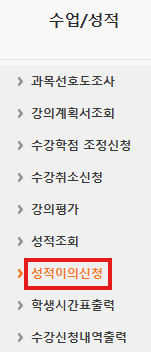 수업/성적
과목선호도조사
강의계획서조회
수강학점 조정신청
수강취소신청
강의평가
성적조회
성적이의신청
학생시간표출력
수강신청내역출력